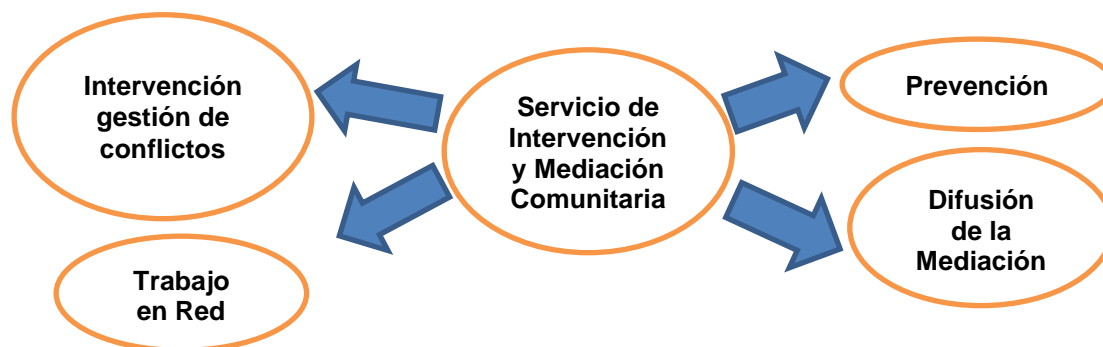 Intervención
gestión de
conflictos
Trabajo
en Red
Servicio de
Intervención
y Mediación
Comunitaria
Prevención
Difusión
de la
Mediación